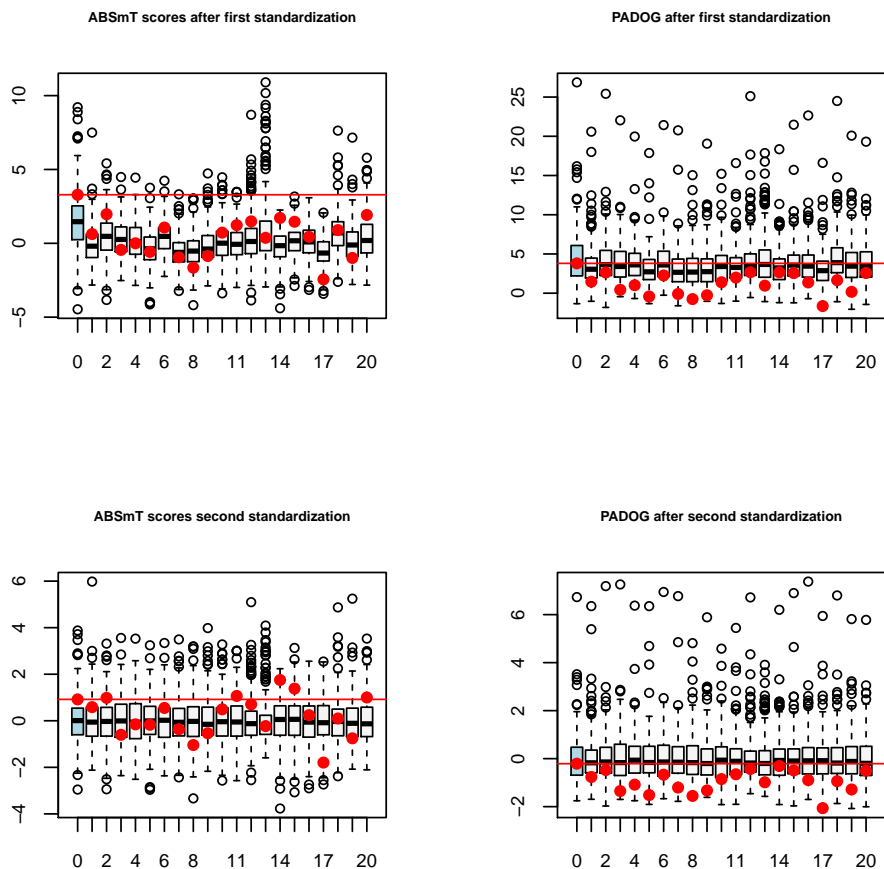 ABSmT scores after first standardization
PADOG after first standardization
10
5
0
−5
0 2 4 6 8 11 14 17 20
25
20
15
10
5
0
0 2 4 6 8 11 14 17 20
ABSmT scores second standardization
PADOG after second standardization
6
4
2
0
−2
−4
0 2 4 6 8 11 14 17 20
6
4
2
0
−2
0 2 4 6 8 11 14 17 20